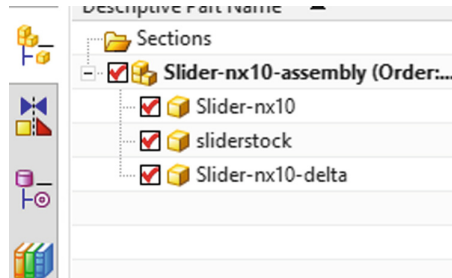 Descriptive Part Name
Sections
Slider-nx10-assembly (Order:...
Slider-nx10
sliderstock
Slider-nx10-delta